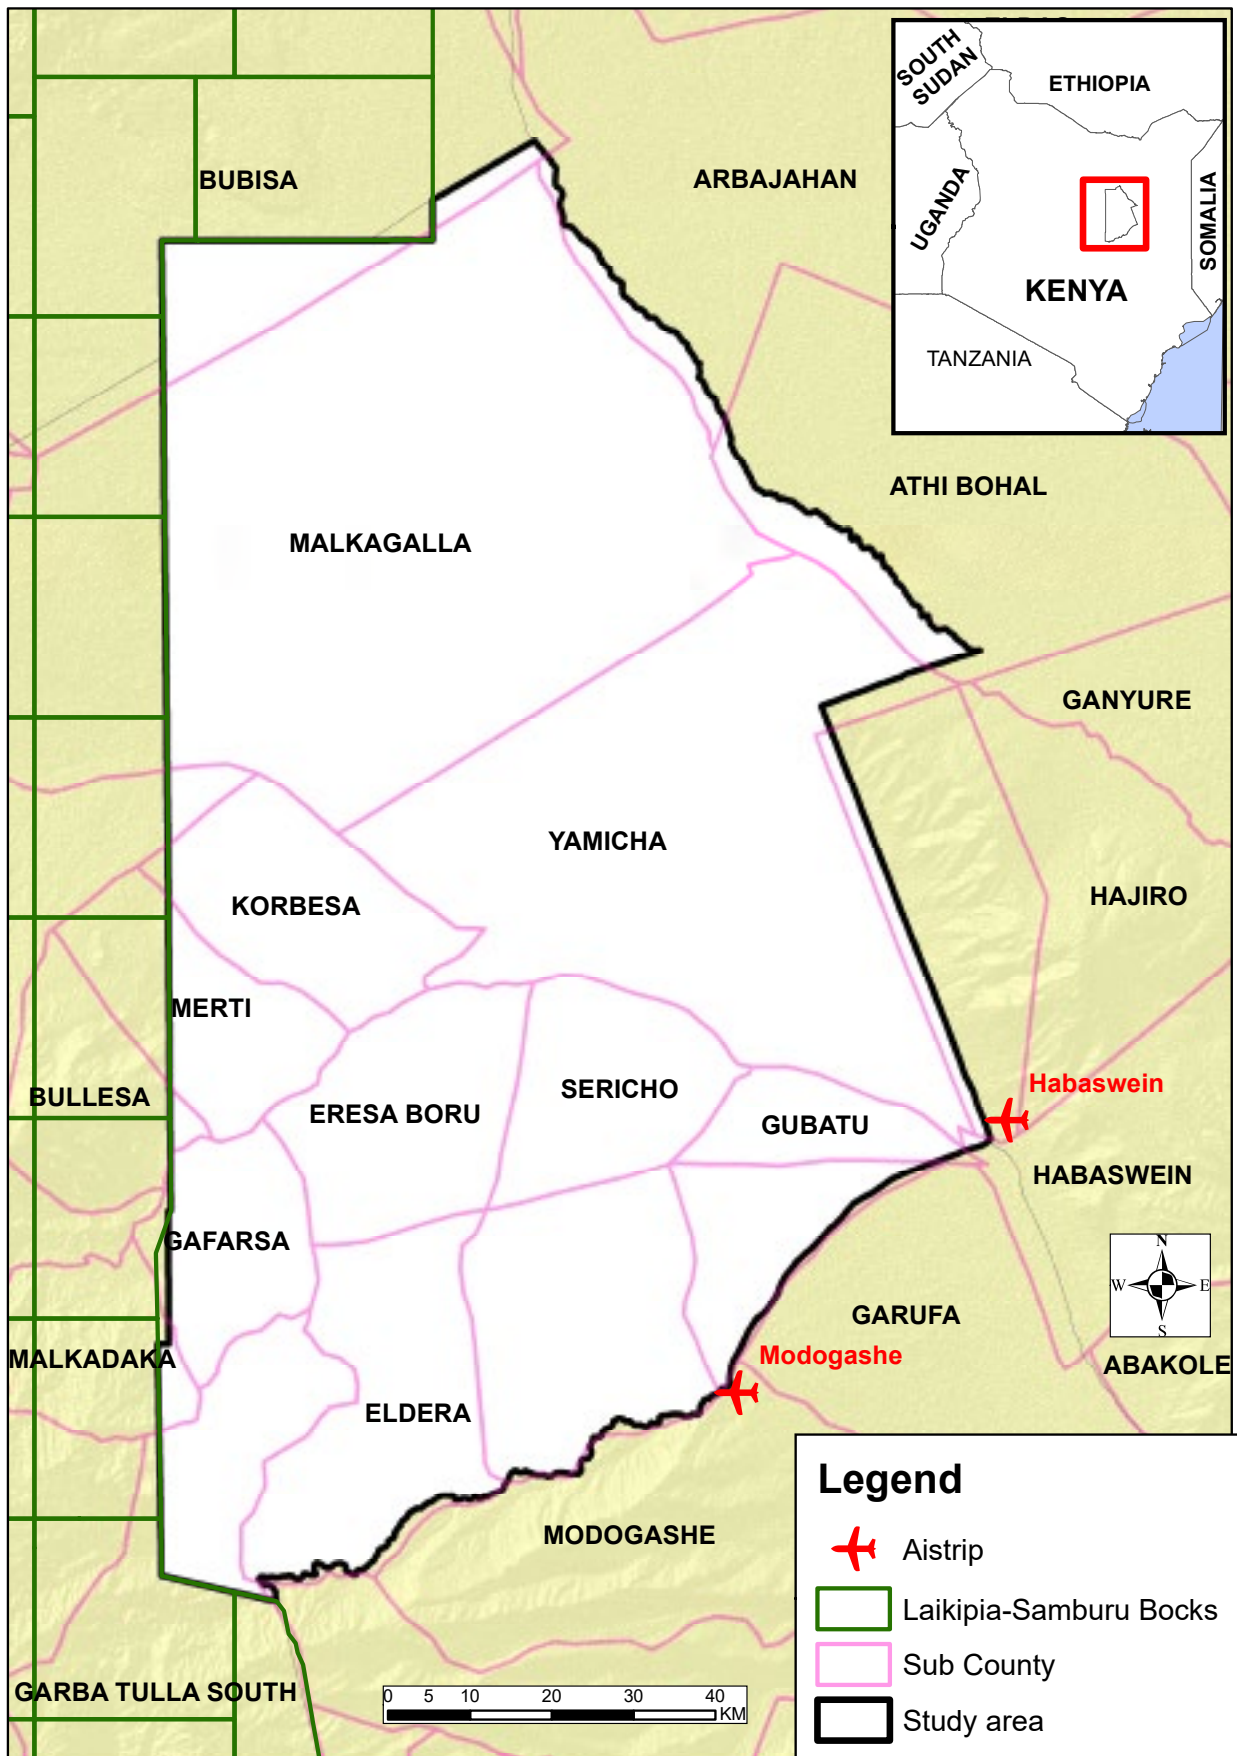 SOUTH
SUDAN
ETHIOPIA
UGANDA
SOMALIA
KENYA
TANZANIA
BUBISA
ARBAJAHAN
ATHI BOHAL
MALKAGALLA
GANYURE
YAMICHA
HAJIRO
KORBESA
MERTI
BULLESA
ERESA BORU
SERICHO
GUBATU
Habaswein
HABASWEIN
GAFARSA
N
W
E
S
GARUFA
MALKADAKA
Modogashe
ABAKOLE
ELDERA
MODOGASHE
GARBA TULLA SOUTH
0 5 10 20 30 40
KM
Legend
Aistrip
Laikipia-Samburu Bocks
Sub County
Study area